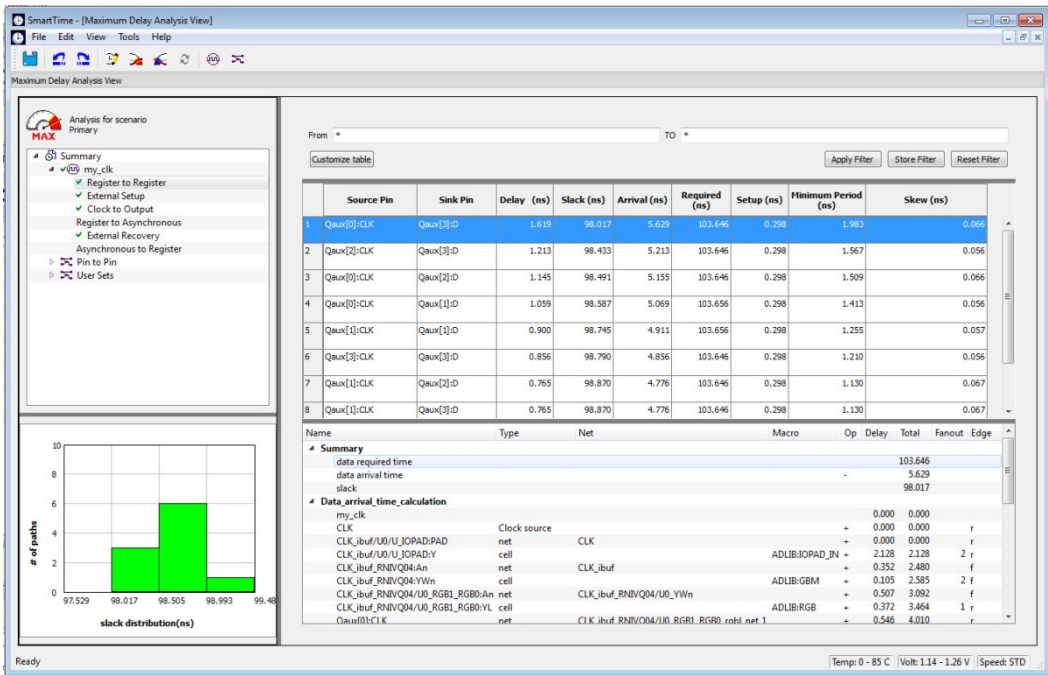 SmartTime - [Maximum Delay Analysis View]
File Edit View Tools Help
Maximum Delay Analysis View
Analysis for scenario
Primary
MAX
Summary
my_clk
Register to Register
External Setup
Clock to Output
Register to Asynchronous
External Recovery
Asynchronous to Register
Pin to Pin
User Sets
From * TO *
Customize table Apply Filter Store Filter Reset Filter
Source Pin Sink Pin Delay (ns) Slack (ns) Arrival (ns) Required (ns) Setup (ns) Minimum Period (ns) Skew (ns)
1 Qaux[0]:CLK Qaux[3]:D 1.619 98.017 5.629 103.646 0.298 1.983 0.066
2 Qaux[2]:CLK Qaux[3]:D 1.213 98.433 5.213 103.646 0.298 1.567 0.056
3 Qaux[0]:CLK Qaux[2]:D 1.145 98.491 5.155 103.646 0.298 1.509 0.066
4 Qaux[0]:CLK Qaux[1]:D 1.059 98.587 5.069 103.656 0.298 1.413 0.056
5 Qaux[1]:CLK Qaux[1]:D 0.900 98.745 4.911 103.656 0.298 1.255 0.057
6 Qaux[3]:CLK Qaux[3]:D 0.856 98.790 4.856 103.646 0.298 1.210 0.056
7 Qaux[1]:CLK Qaux[2]:D 0.765 98.870 4.776 103.646 0.298 1.130 0.067
8 Qaux[1]:CLK Qaux[3]:D 0.765 98.870 4.776 103.646 0.298 1.130 0.067
Name Type Net Macro Op Delay Total Fanout Edge
Summary
data required time 103.646
data arrival time - 5.629
slack 98.017
Data_arrival_time_calculation
my_clk 0.000 0.000
CLK Clock source + 0.000 0.000 r
CLK_ibuf/U0/U_IOPAD:PAD net CLK + 0.000 0.000 r
CLK_ibuf/U0/U_IOPAD:Y cell ADLIB:IOPAD_IN + 2.128 2.128 2 r
CLK_ibuf_RNIVQ04:An net CLK_ibuf + 0.352 2.480 f
CLK_ibuf_RNIVQ04:YWn cell ADLIB:GBM + 0.105 2.585 2 f
CLK_ibuf_RNIVQ04/U0_RGB1_RGB0:An net CLK_ibuf_RNIVQ04/U0_YWn + 0.507 3.092 f
CLK_ibuf_RNIVQ04/U0_RGB1_RGB0:YL cell ADLIB:RGB + 0.372 3.464 1 r
Qaux[0]:CLK net CLK_ibuf_RNIVQ04/U0_RGB1_RGB0_rgbl_net_1 + 0.546 4.010 r
# of paths
10
8
6
4
2
0
97.529 98.017 98.505 98.993 99.48
slack distribution(ns)
Ready Temp: 0 - 85 C Volt: 1.14 - 1.26 V Speed: STD